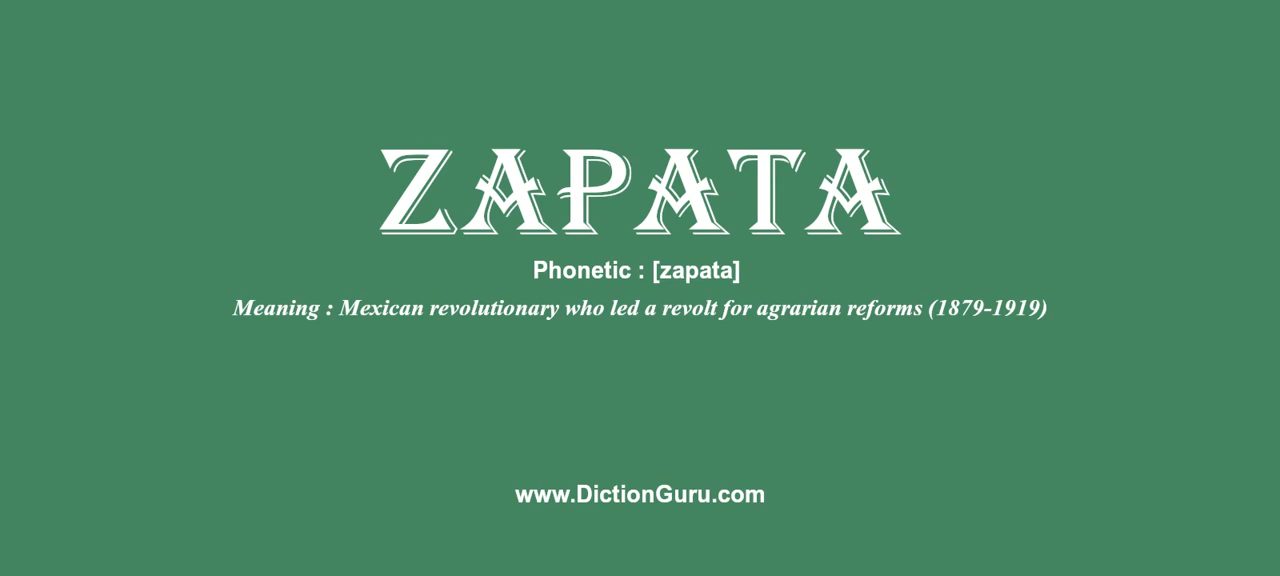 ZAPATA
Phonetic : [zapata]
Meaning : Mexican revolutionary who led a revolt for agrarian reforms (1879-1919)
www.DictionGuru.com